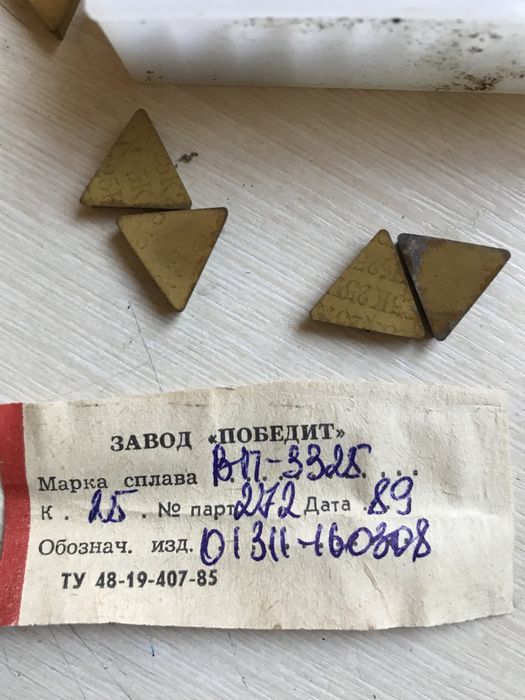 ЗАВОД «ПОБЕДИТ»
Марка сплава ВП-3325 . . .
К . 25 . № парт 272 Дата . 89
Обознач. изд. 01311-160308
ТУ 48-19-407-85